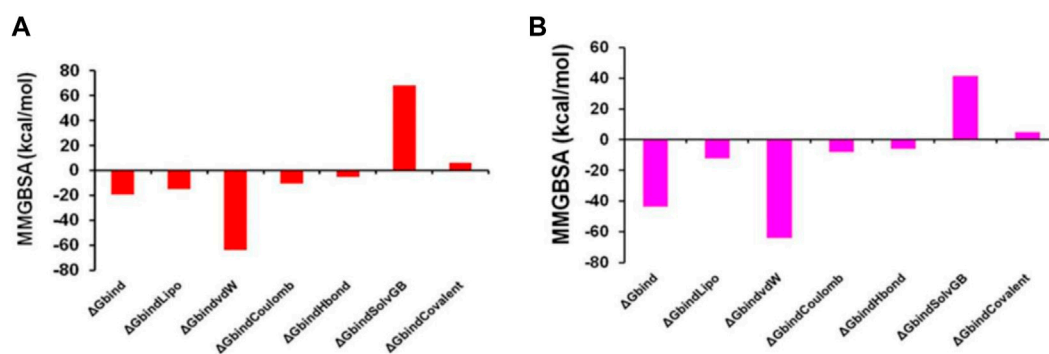 A
MMGBSA (kcal/mol)
80
60
40
20
0
-20
-40
-60
-80
ΔGbind
ΔGbindLipo
ΔGbindvdW
ΔGbindCoulomb
ΔGbindHbond
ΔGbindSolvGB
ΔGbindCovalent
B
MMGBSA (kcal/mol)
60
40
20
0
-20
-40
-60
-80
ΔGbind
ΔGbindLipo
ΔGbindvdW
ΔGbindCoulomb
ΔGbindHbond
ΔGbindSolvGB
ΔGbindCovalent